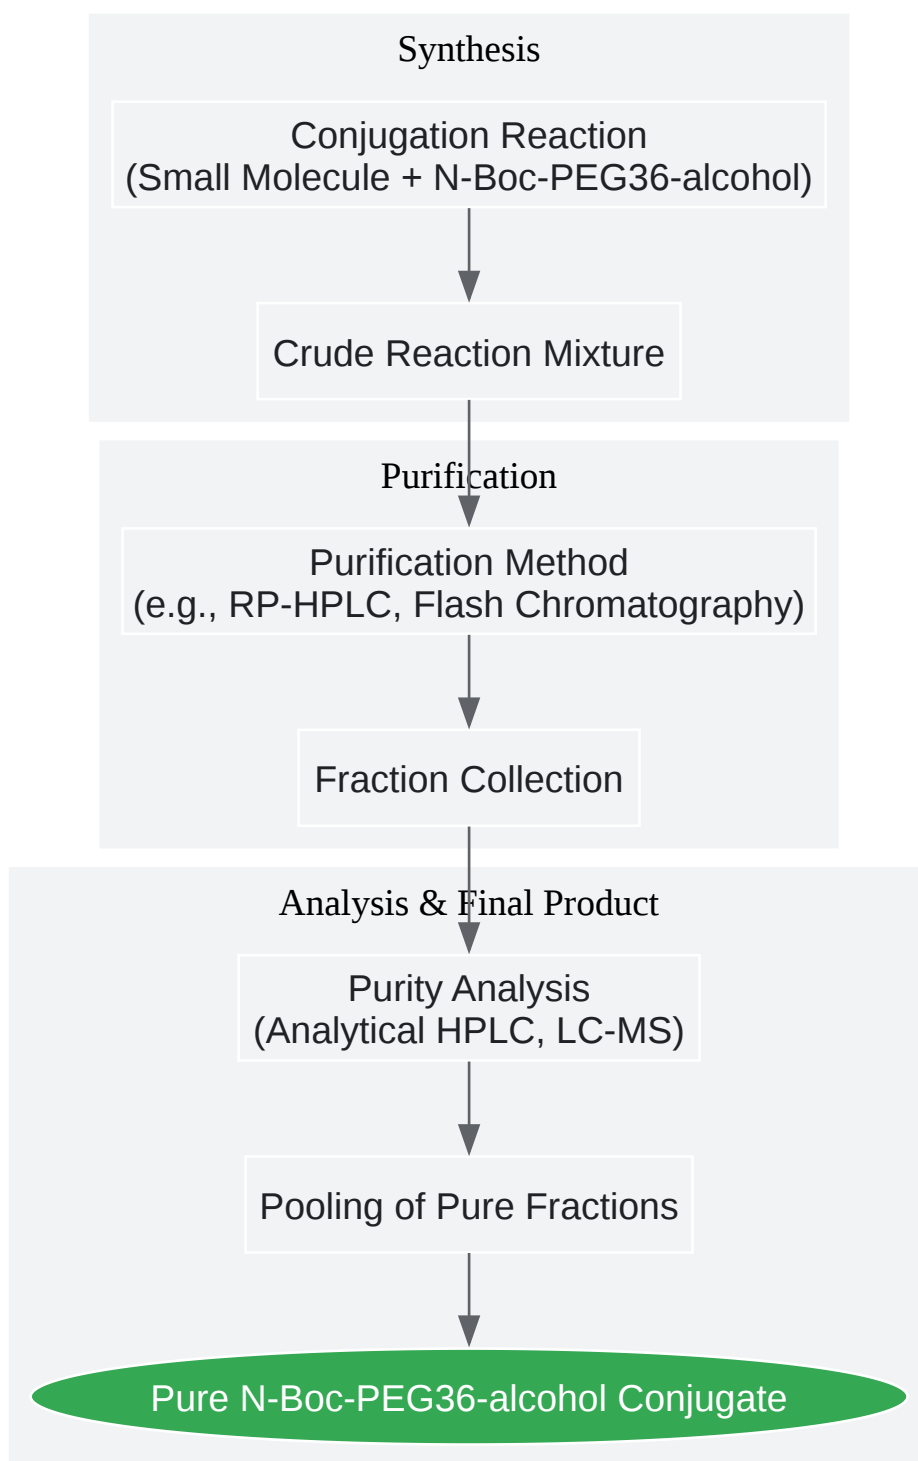 Synthesis
Conjugation Reaction
(Small Molecule + N-Boc-PEG36-alcohol)
Crude Reaction Mixture
Purification
Purification Method
(e.g., RP-HPLC, Flash Chromatography)
Fraction Collection
Analysis & Final Product
Purity Analysis
(Analytical HPLC, LC-MS)
Pooling of Pure Fractions
Pure N-Boc-PEG36-alcohol Conjugate